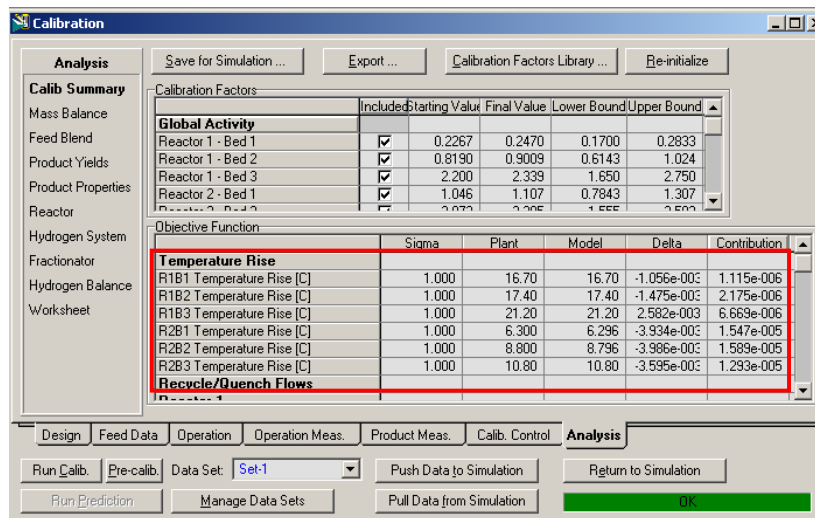 Calibration
Analysis
Calib Summary
Mass Balance
Feed Blend
Product Yields
Product Properties
Reactor
Hydrogen System
Fractionator
Hydrogen Balance
Worksheet
Save for Simulation ... Export ... Calibration Factors Library ... Re-initialize
Calibration Factors
Included Starting Value Final Value Lower Bound Upper Bound
Global Activity
Reactor 1 - Bed 1 0.2267 0.2470 0.1700 0.2833
Reactor 1 - Bed 2 0.8190 0.9009 0.6143 1.024
Reactor 1 - Bed 3 2.200 2.339 1.650 2.750
Reactor 2 - Bed 1 1.046 1.107 0.7843 1.307
Objective Function
Sigma Plant Model Delta Contribution
Temperature Rise
R1B1 Temperature Rise [C] 1.000 16.70 16.70 -1.056e-003 1.115e-006
R1B2 Temperature Rise [C] 1.000 17.40 17.40 -1.475e-003 2.175e-006
R1B3 Temperature Rise [C] 1.000 21.20 21.20 2.582e-003 6.669e-006
R2B1 Temperature Rise [C] 1.000 6.300 6.296 -3.934e-003 1.547e-005
R2B2 Temperature Rise [C] 1.000 8.800 8.796 -3.986e-003 1.589e-005
R2B3 Temperature Rise [C] 1.000 10.80 10.80 -3.595e-003 1.293e-005
Recycle/Quench Flows
Reactor 1
Design Feed Data Operation Operation Meas. Product Meas. Calib. Control Analysis
Run Calib. Pre-calib. Data Set: Set-1 Push Data to Simulation Return to Simulation
Run Prediction Manage Data Sets Pull Data from Simulation OK